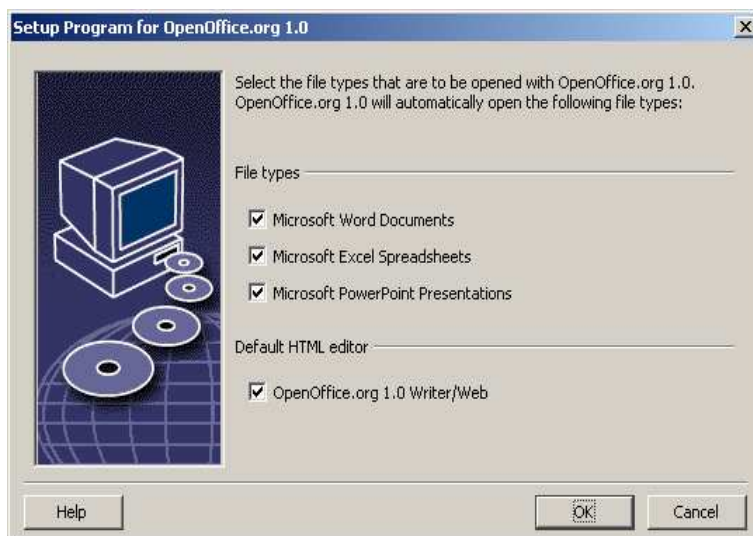 Setup Program for OpenOffice.org 1.0
Select the file types that are to be opened with OpenOffice.org 1.0.
OpenOffice.org 1.0 will automatically open the following file types:
File types
Microsoft Word Documents
Microsoft Excel Spreadsheets
Microsoft PowerPoint Presentations
Default HTML editor
OpenOffice.org 1.0 Writer/Web
Help OK Cancel